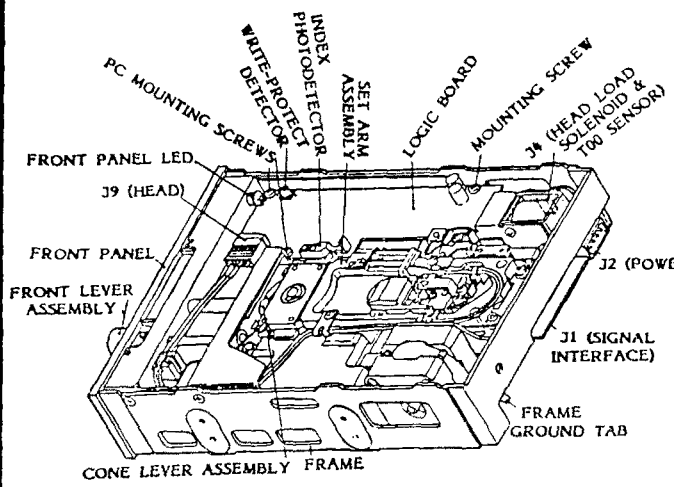 PC MOUNTING SCREWS
WRITE-PROTECT
DETECTOR
INDEX
PHOTODETECTOR
SET ARM
ASSEMBLY
LOGIC BOARD
MOUNTING SCREW
J4 (HEAD LOAD
SOLENOID &
T00 SENSOR)
FRONT PANEL LED
J9 (HEAD)
FRONT PANEL
FRONT LEVER
ASSEMBLY
J2 (POWE
J1 (SIGNAL
INTERFACE)
FRAME
GROUND TAB
CONE LEVER ASSEMBLY
FRAME